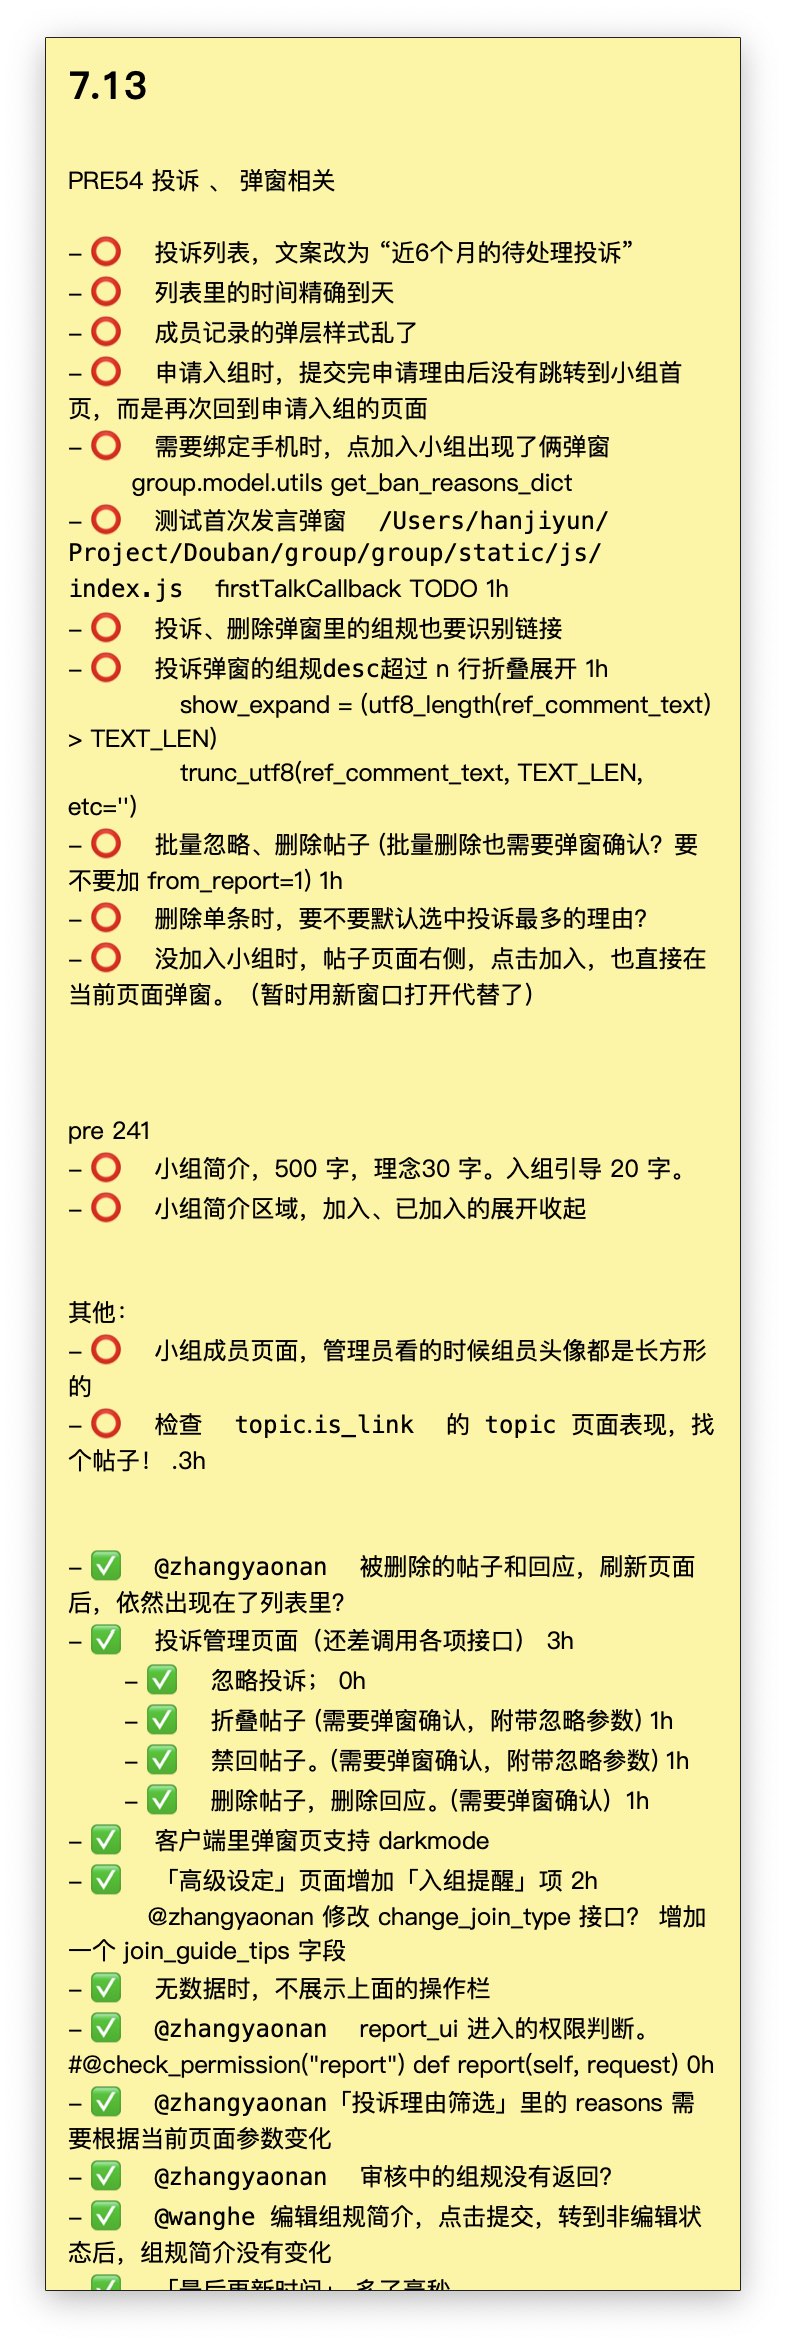 7.13
PRE54 投诉 、 弹窗相关
- ⭕ 投诉列表，文案改为 “近6个月的待处理投诉”
- ⭕ 列表里的时间精确到天
- ⭕ 成员记录的弹层样式乱了
- ⭕ 申请入组时，提交完申请理由后没有跳转到小组首
页，而是再次回到申请入组的页面
- ⭕ 需要绑定手机时，点加入小组出现了俩弹窗
group.model.utils get_ban_reasons_dict
- ⭕ 测试首次发言弹窗 /Users/hanjiyun/
Project/Douban/group/group/static/js/
index.js firstTalkCallback TODO 1h
- ⭕ 投诉、删除弹窗里的组规也要识别链接
- ⭕ 投诉弹窗的组规desc超过 n 行折叠展开 1h
show_expand = (utf8_length(ref_comment_text)
> TEXT_LEN)
trunc_utf8(ref_comment_text, TEXT_LEN,
etc='')
- ⭕ 批量忽略、删除帖子 (批量删除也需要弹窗确认？要
不要加 from_report=1) 1h
- ⭕ 删除单条时，要不要默认选中投诉最多的理由？
- ⭕ 没加入小组时，帖子页面右侧，点击加入，也直接在
当前页面弹窗。（暂时用新窗口打开代替了）
pre 241
- ⭕ 小组简介，500 字，理念30 字。入组引导 20 字。
- ⭕ 小组简介区域，加入、已加入的展开收起
其他：
- ⭕ 小组成员页面，管理员看的时候组员头像都是长方形
的
- ⭕ 检查 topic.is_link 的 topic 页面表现，找
个帖子！ .3h
- ✅ @zhangyaonan 被删除的帖子和回应，刷新页面
后，依然出现在了列表里？
- ✅ 投诉管理页面（还差调用各项接口） 3h
- ✅ 忽略投诉； 0h
- ✅ 折叠帖子 (需要弹窗确认，附带忽略参数) 1h
- ✅ 禁回帖子。(需要弹窗确认，附带忽略参数) 1h
- ✅ 删除帖子，删除回应。(需要弹窗确认） 1h
- ✅ 客户端里弹窗页支持 darkmode
- ✅ 「高级设定」页面增加「入组提醒」项 2h
@zhangyaonan 修改 change_join_type 接口？ 增加
一个 join_guide_tips 字段
- ✅ 无数据时，不展示上面的操作栏
- ✅ @zhangyaonan report_ui 进入的权限判断。
#@check_permission("report") def report(self, request) 0h
- ✅ @zhangyaonan「投诉理由筛选」里的 reasons 需
要根据当前页面参数变化
- ✅ @zhangyaonan 审核中的组规没有返回？
- ✅ @wanghe 编辑组规简介，点击提交，转到非编辑状
态后，组规简介没有变化
- ✅ 「最后更新时间」 多了毫秒